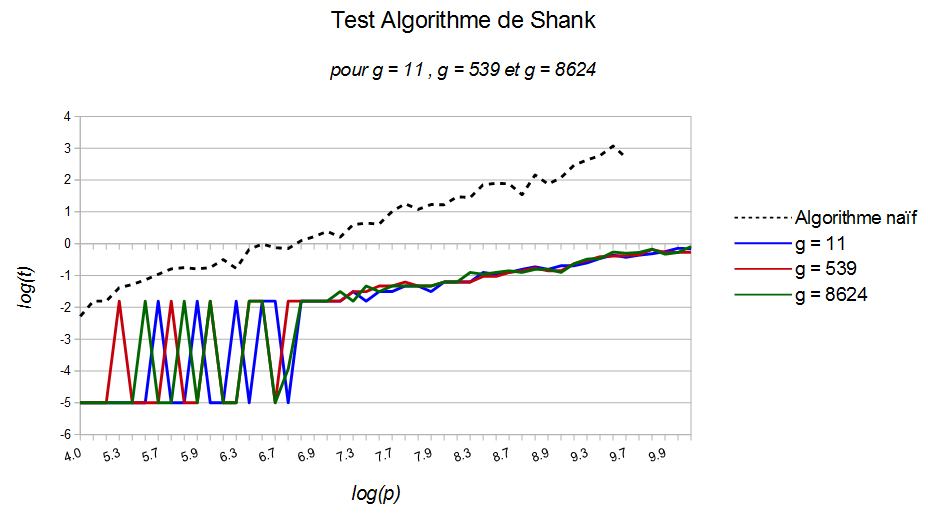 Test Algorithme de Shank
pour g = 11 , g = 539 et g = 8624
4
3
2
1
0
-1
-2
-3
-4
-5
-6
log(t)
4.0 5.3 5.7 5.9 6.3 6.7 6.9 7.3 7.7 7.9 8.3 8.7 8.9 9.3 9.7 9.9
log(p)
Algorithme naïf
g = 11
g = 539
g = 8624